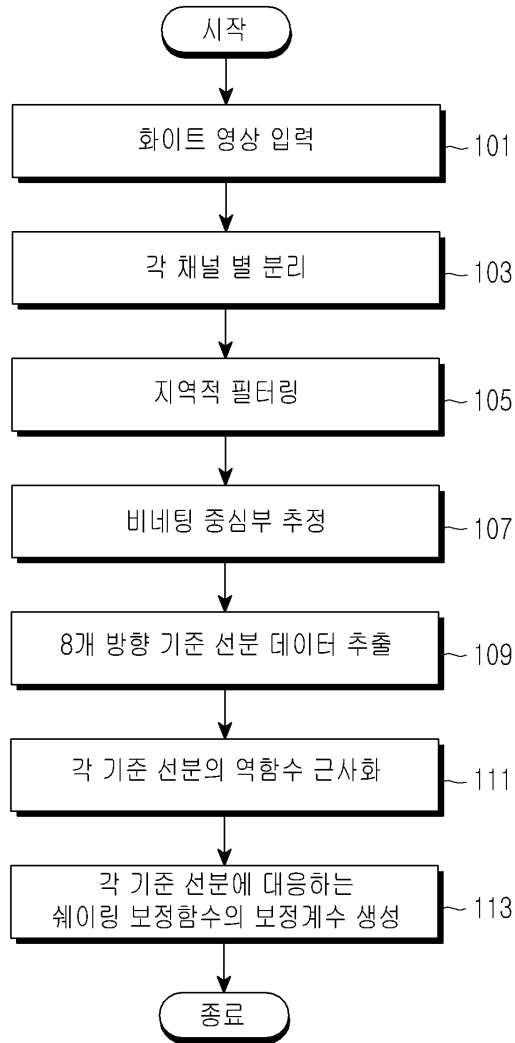 시작
화이트 영상 입력
101
각 채널 별 분리
103
지역적 필터링
105
비네팅 중심부 추정
107
8개 방향 기준 선분 데이터 추출
109
각 기준 선분의 역함수 근사화
111
각 기준 선분에 대응하는
쉐이링 보정함수의 보정계수 생성
113
종료